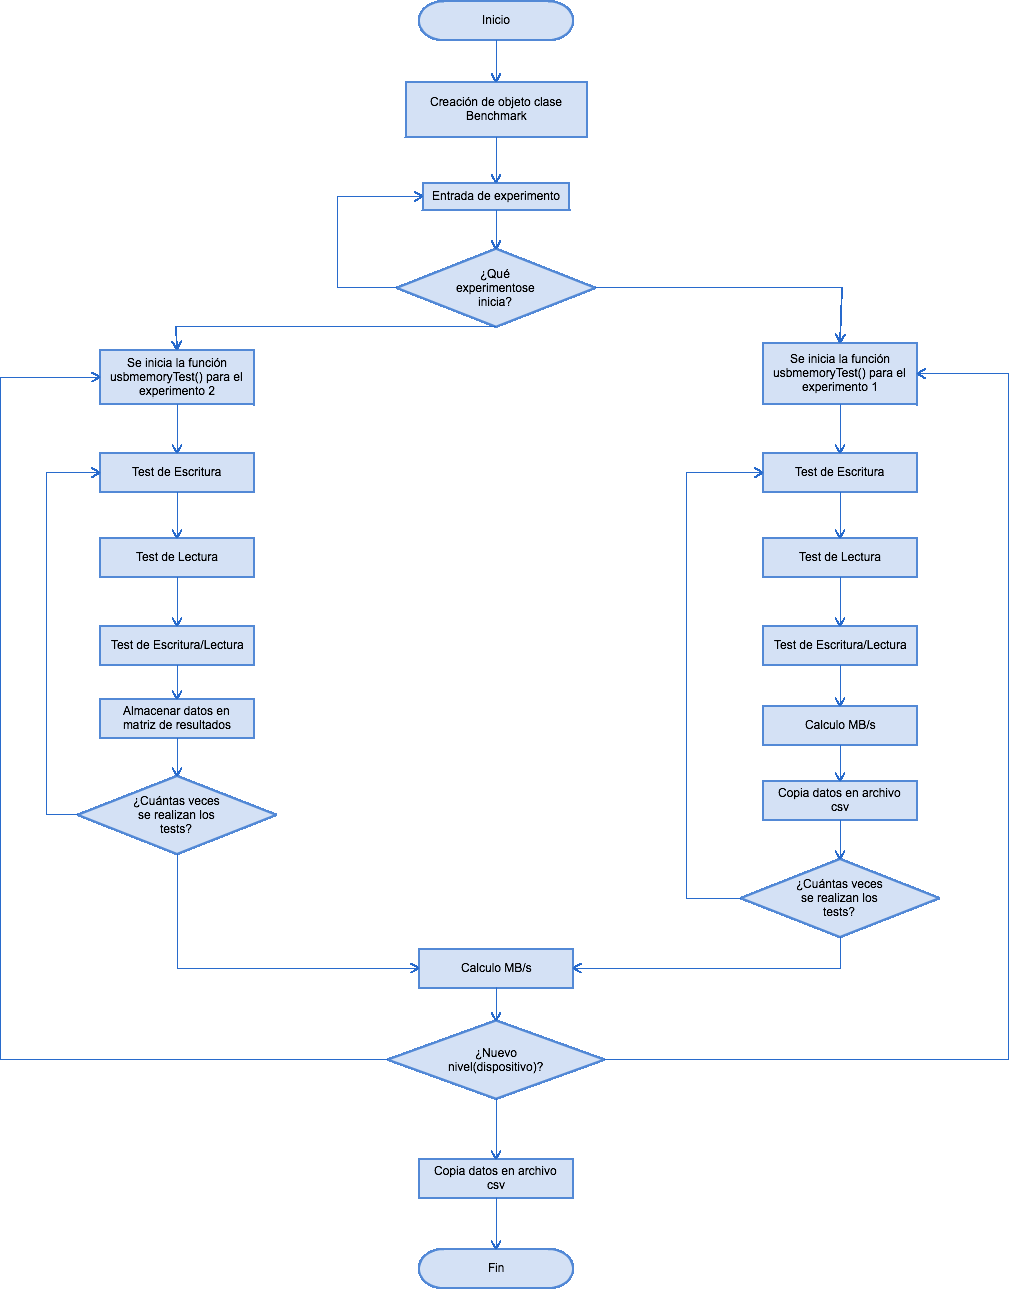 Inicio
Creación de objeto clase
Benchmark
Entrada de experimento
¿Qué
experimentose
inicia?
Se inicia la función
usbmemoryTest() para el
experimento 2
Se inicia la función
usbmemoryTest() para el
experimento 1
Test de Escritura
Test de Escritura
Test de Lectura
Test de Lectura
Test de Escritura/Lectura
Test de Escritura/Lectura
Almacenar datos en
matriz de resultados
Calculo MB/s
¿Cuántas veces
se realizan los
tests?
Copia datos en archivo
csv
¿Cuántas veces
se realizan los
tests?
Calculo MB/s
¿Nuevo
nivel(dispositivo)?
Copia datos en archivo
csv
Fin